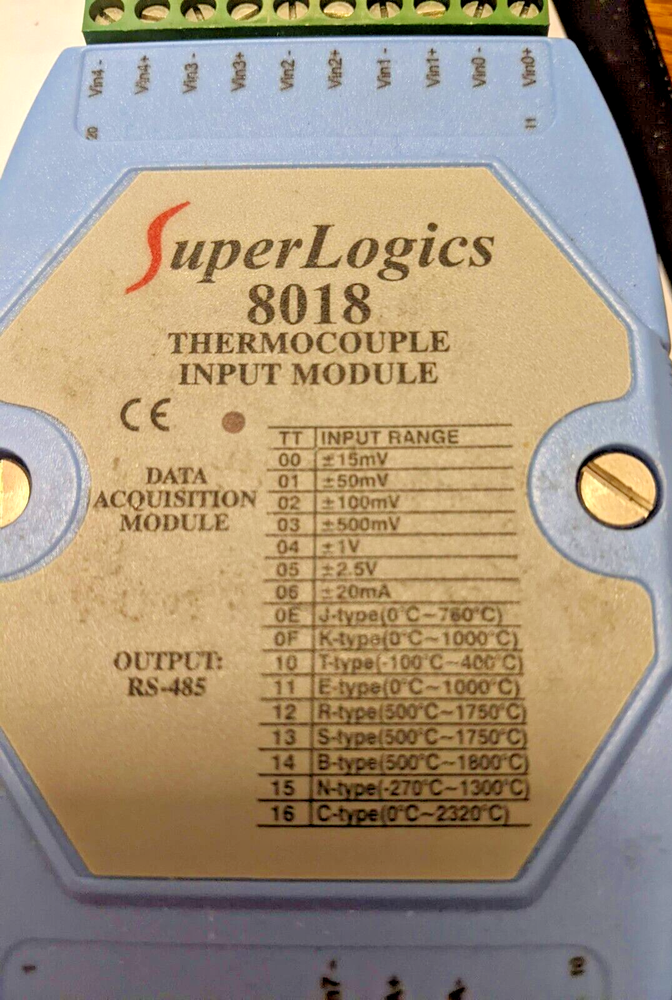 Vin4 - Vin4+ Vin3 - Vin3+ Vin2 - Vin2+ Vin1 - Vin1+ Vin0 - Vin0+
20 11
SuperLogics
8018
THERMOCOUPLE
INPUT MODULE
CE
DATA
ACQUISITION
MODULE
OUTPUT:
RS-485
TT INPUT RANGE
00 ±15mV
01 ±50mV
02 ±100mV
03 ±500mV
04 ±1V
05 ±2.5V
06 ±20mA
0E J-type(0°C~760°C)
0F K-type(0°C~1000°C)
10 T-type(-100°C~400°C)
11 E-type(0°C~1000°C)
12 R-type(500°C~1750°C)
13 S-type(500°C~1750°C)
14 B-type(500°C~1800°C)
15 N-type(-270°C~1300°C)
16 C-type(0°C~2320°C)
1 10